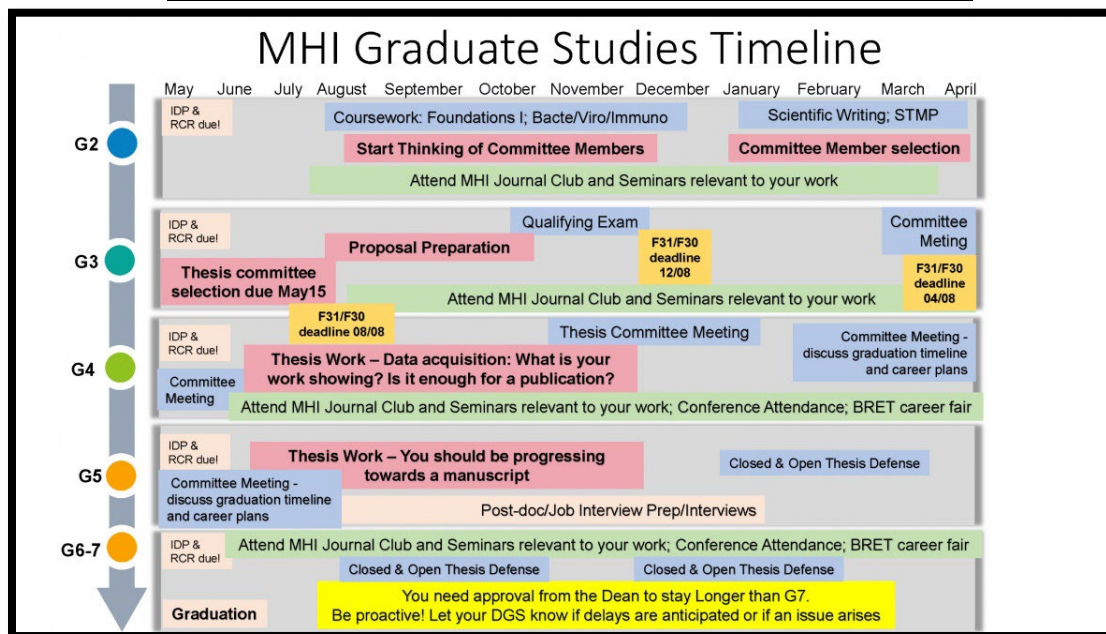 MHI Graduate Studies Timeline
May June July August September October November December January February March April
G2
IDP &
RCR due!
Coursework: Foundations I; Bacte/Viro/Immuno
Scientific Writing; STMP
Start Thinking of Committee Members
Committee Member selection
Attend MHI Journal Club and Seminars relevant to your work
G3
IDP &
RCR due!
Qualifying Exam
Committee
Meting
Proposal Preparation
F31/F30
deadline
12/08
Thesis committee
selection due May15
F31/F30
deadline
04/08
Attend MHI Journal Club and Seminars relevant to your work
F31/F30
deadline 08/08
G4
IDP &
RCR due!
Thesis Committee Meeting
Committee Meeting -
discuss graduation timeline
and career plans
Thesis Work – Data acquisition: What is your
work showing? Is it enough for a publication?
Committee
Meeting
Attend MHI Journal Club and Seminars relevant to your work; Conference Attendance; BRET career fair
G5
IDP &
RCR due!
Thesis Work – You should be progressing
towards a manuscript
Closed & Open Thesis Defense
Committee Meeting -
discuss graduation timeline
and career plans
Post-doc/Job Interview Prep/Interviews
G6-7
IDP &
RCR due!
Attend MHI Journal Club and Seminars relevant to your work; Conference Attendance; BRET career fair
Closed & Open Thesis Defense
Closed & Open Thesis Defense
Graduation
You need approval from the Dean to stay Longer than G7.
Be proactive! Let your DGS know if delays are anticipated or if an issue arises